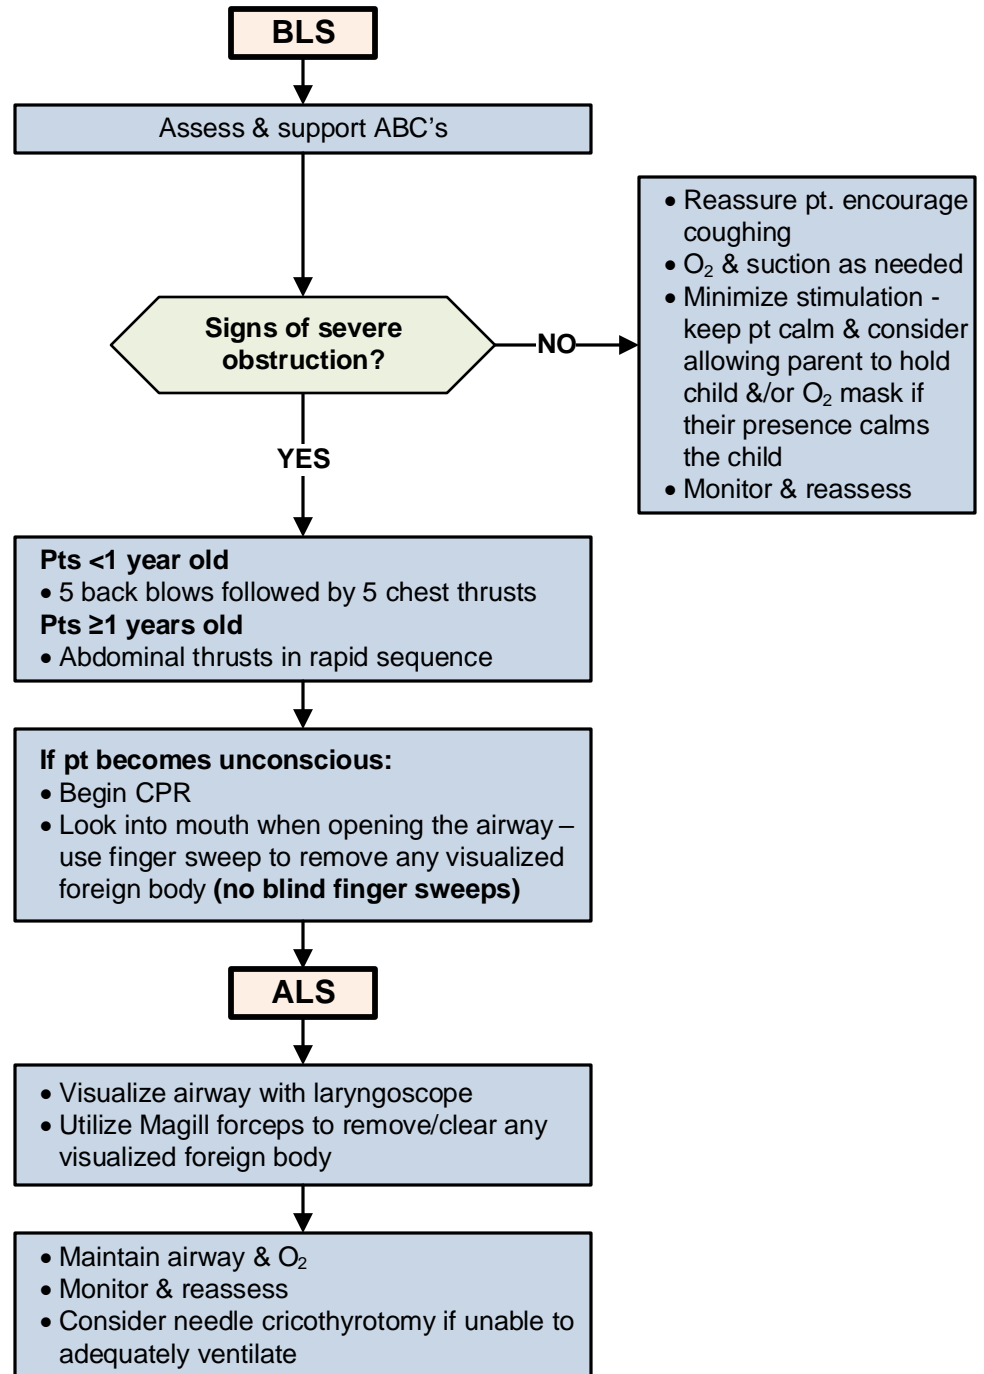 BLS
Assess & support ABC's
Signs of severe
obstruction?
NO
• Reassure pt. encourage
coughing
• O₂ & suction as needed
• Minimize stimulation -
keep pt calm & consider
allowing parent to hold
child &/or O₂ mask if
their presence calms
the child
• Monitor & reassess
YES
Pts <1 year old
• 5 back blows followed by 5 chest thrusts
Pts ≥1 years old
• Abdominal thrusts in rapid sequence
If pt becomes unconscious:
• Begin CPR
• Look into mouth when opening the airway –
use finger sweep to remove any visualized
foreign body (no blind finger sweeps)
ALS
• Visualize airway with laryngoscope
• Utilize Magill forceps to remove/clear any
visualized foreign body
• Maintain airway & O₂
• Monitor & reassess
• Consider needle cricothyrotomy if unable to
adequately ventilate